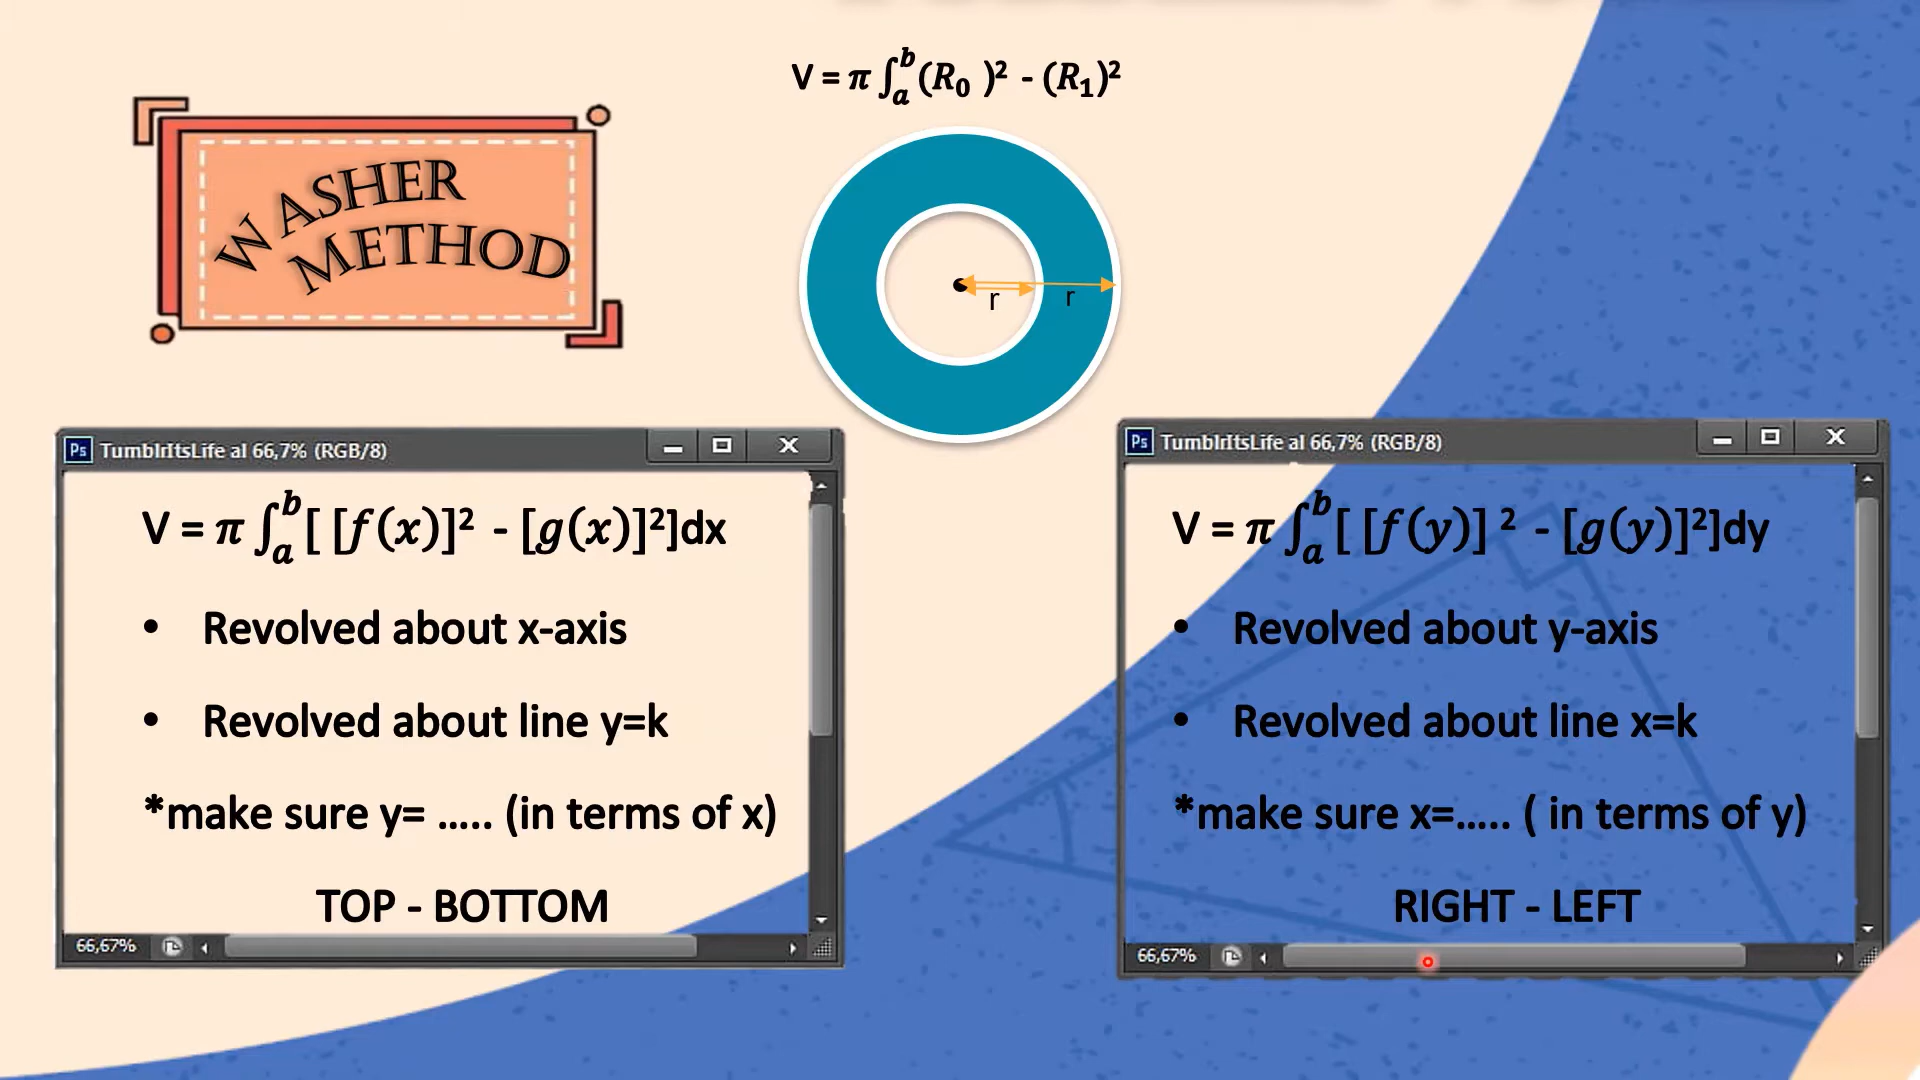 V = π ∫ₐᵇ(R₀ )² - (R₁)²
WASHER
METHOD
r r
Ps TumblrItsLife al 66,7% (RGB/8)
V = π ∫ₐᵇ[ [f(x)]² - [g(x)]²]dx
• Revolved about x-axis
• Revolved about line y=k
*make sure y= ..... (in terms of x)
TOP - BOTTOM
66,67%
Ps TumblrItsLife al 66,7% (RGB/8)
V = π ∫ₐᵇ[ [f(y)] ² - [g(y)]²]dy
• Revolved about y-axis
• Revolved about line x=k
*make sure x=..... ( in terms of y)
RIGHT - LEFT
66,67%